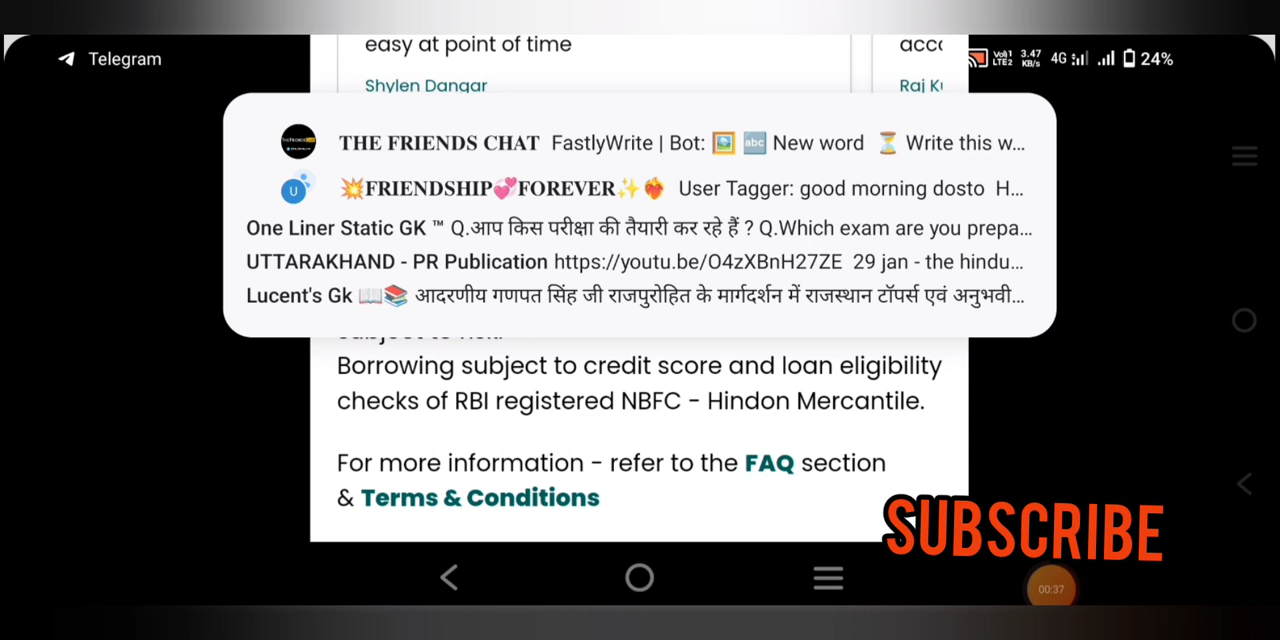 Telegram
easy at point of time
Shylen Dangar
Raj
VoWiFi LTE2 3.47 KB/s 4G 24%
𝐓𝐇𝐄 𝐅𝐑𝐈𝐄𝐍𝐃𝐒 𝐂𝐇𝐀𝐓 FastlyWrite | Bot: 🖼️ 🔤 New word ⏳ Write this w...
U 💥𝐅𝐑𝐈𝐄𝐍𝐃𝐒𝐇𝐈𝐏💞𝐅𝐎𝐑𝐄𝐕𝐄𝐑✨❤️‍🔥 User Tagger: good morning dosto H...
One Liner Static GK ™ Q.आप किस परीक्षा की तैयारी कर रहे हैं ? Q.Which exam are you prepa...
UTTARAKHAND - PR Publication https://youtu.be/O4zXBnH27ZE 29 jan - the hindu...
Lucent's Gk 📖📚 आदरणीय गणपत सिंह जी राजपुरोहित के मार्गदर्शन में राजस्थान टॉपर्स एवं अनुभवी...
subject to risk.
Borrowing subject to credit score and loan eligibility
checks of RBI registered NBFC - Hindon Mercantile.
For more information - refer to the FAQ section
& Terms & Conditions
SUBSCRIBE
00:37